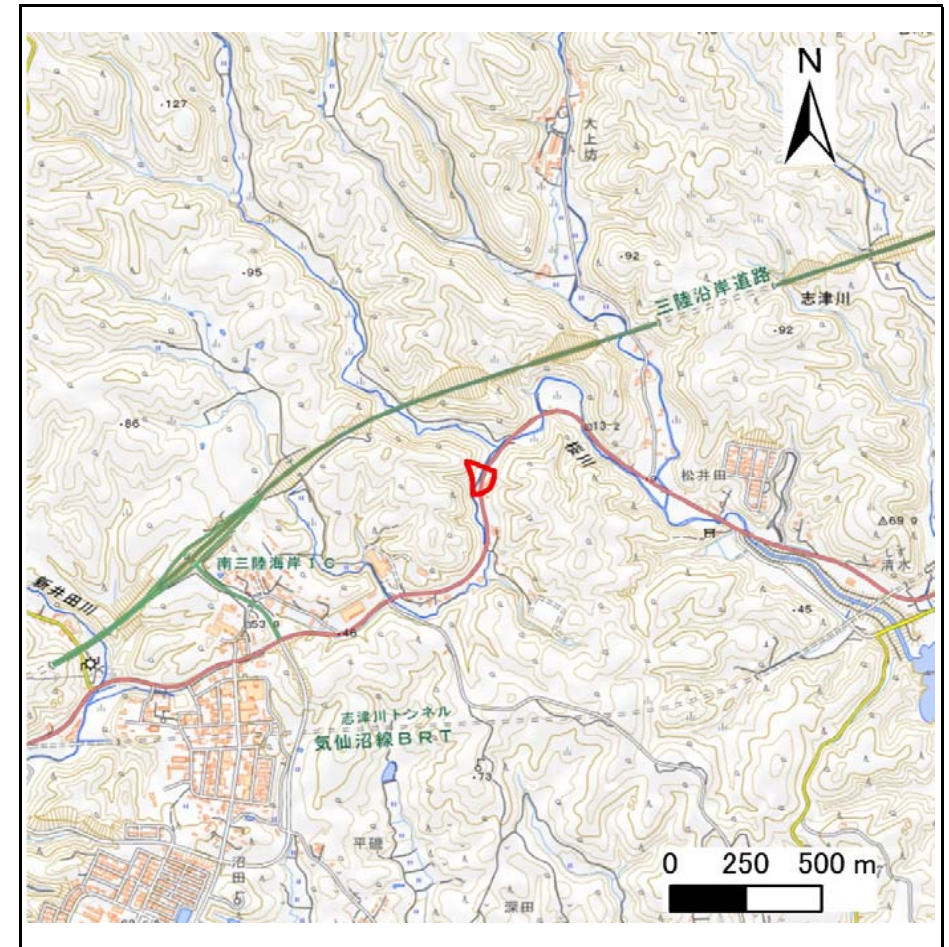 N
・127
大上坊
・92
・95
三陸沿岸道路
志津川
・92
・86
13-2
桜川
松井田
69.9
しず
清水
南三陸海岸IC
新井田川
53.9
・46
・45
志津川トンネル
気仙沼線BRT
・73
平磯
沼田
深田
0 250 500 m